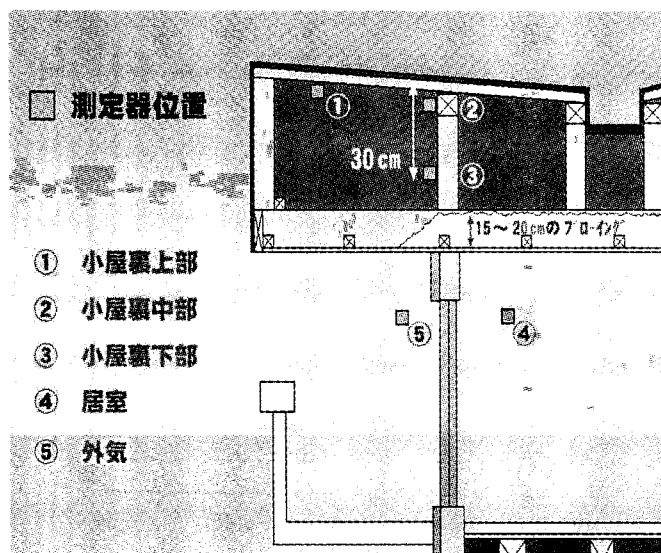 測定器位置
① 小屋裏上部
② 小屋裏中部
③ 小屋裏下部
④ 居室
⑤ 外気
①
②
30cm
③
15～20cmのブローイング
⑤
④